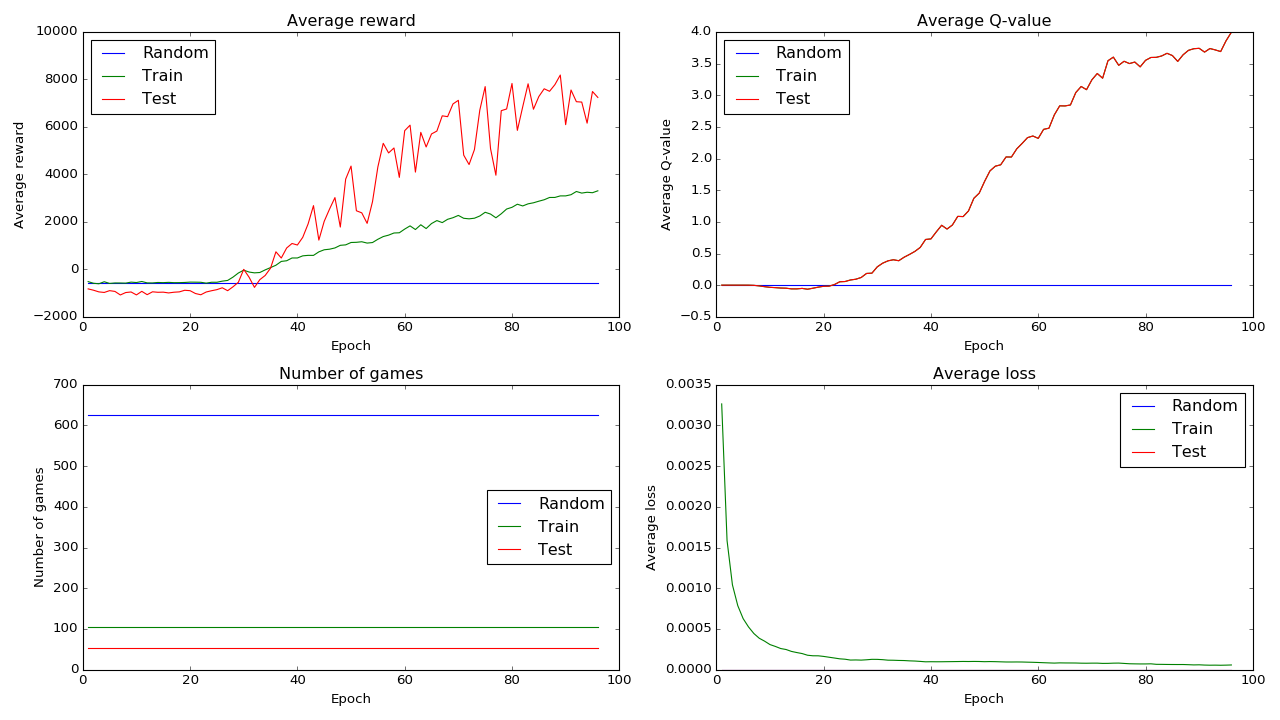 Average reward
10000
8000
6000
4000
2000
0
−2000
Average reward
Random
Train
Test
0 20 40 60 80 100
Epoch
Average Q-value
4.0
3.5
3.0
2.5
2.0
1.5
1.0
0.5
0.0
−0.5
Average Q-value
Random
Train
Test
0 20 40 60 80 100
Epoch
Number of games
700
600
500
400
300
200
100
0
Number of games
Random
Train
Test
0 20 40 60 80 100
Epoch
Average loss
0.0035
0.0030
0.0025
0.0020
0.0015
0.0010
0.0005
0.0000
Average loss
Random
Train
Test
0 20 40 60 80 100
Epoch